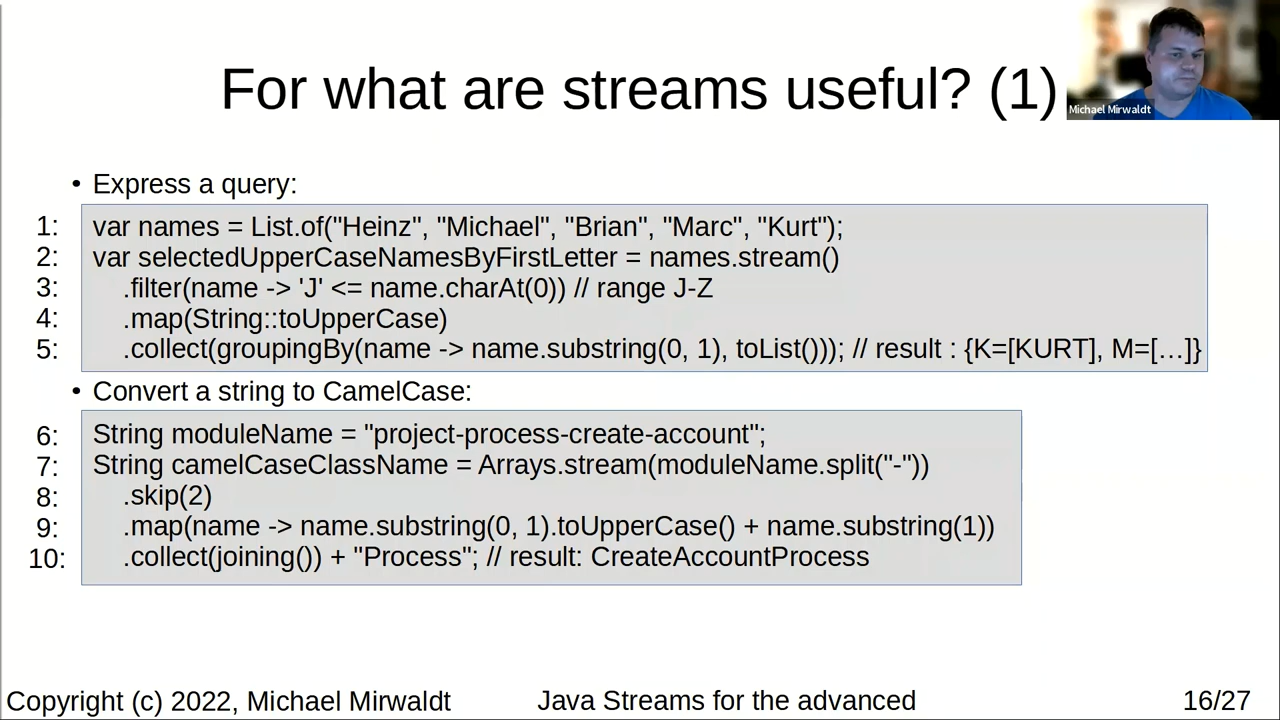 For what are streams useful? (1)
Michael Mirwaldt
• Express a query:
1: var names = List.of("Heinz", "Michael", "Brian", "Marc", "Kurt");
2: var selectedUpperCaseNamesByFirstLetter = names.stream()
3: .filter(name -> 'J' <= name.charAt(0)) // range J-Z
4: .map(String::toUpperCase)
5: .collect(groupingBy(name -> name.substring(0, 1), toList())); // result : {K=[KURT], M=[…]}
• Convert a string to CamelCase:
6: String moduleName = "project-process-create-account";
7: String camelCaseClassName = Arrays.stream(moduleName.split("-"))
8: .skip(2)
9: .map(name -> name.substring(0, 1).toUpperCase() + name.substring(1))
10: .collect(joining()) + "Process"; // result: CreateAccountProcess
Copyright (c) 2022, Michael Mirwaldt Java Streams for the advanced 16/27